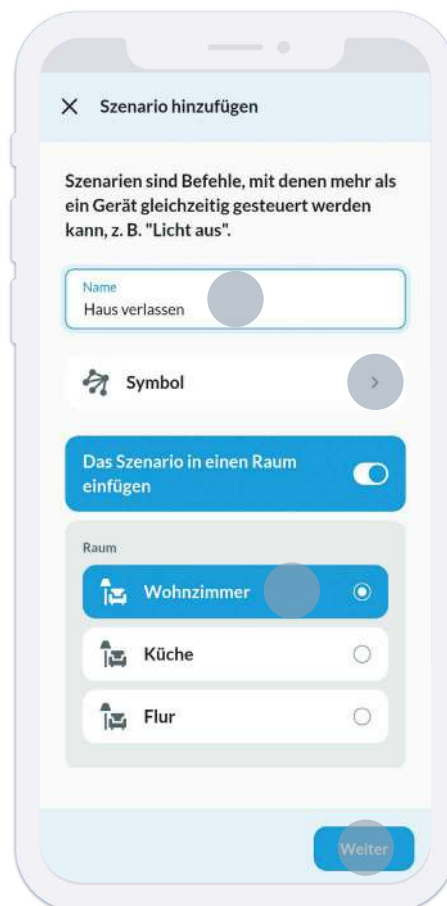 Szenario hinzufügen
Szenarien sind Befehle, mit denen mehr als
ein Gerät gleichzeitig gesteuert werden
kann, z. B. "Licht aus".
Name
Haus verlassen
Symbol
Das Szenario in einen Raum
einfügen
Raum
Wohnzimmer
Küche
Flur
Weiter